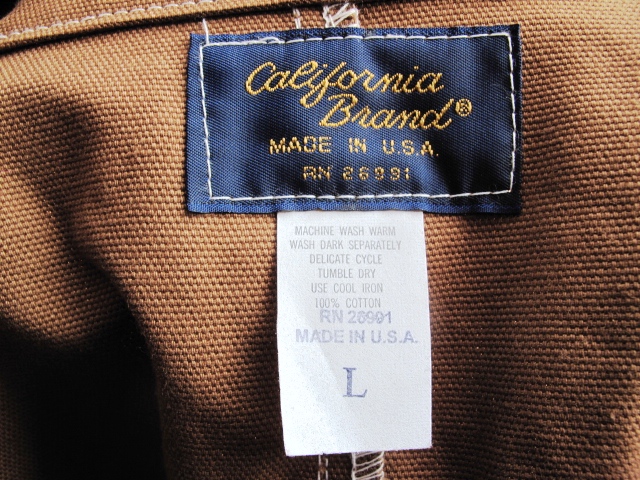 California
Brand®
MADE IN U.S.A.
RN 26991
MACHINE WASH WARM
WASH DARK SEPARATELY
DELICATE CYCLE
TUMBLE DRY
USE COOL IRON
100% COTTON
RN 26991
MADE IN U.S.A.
L